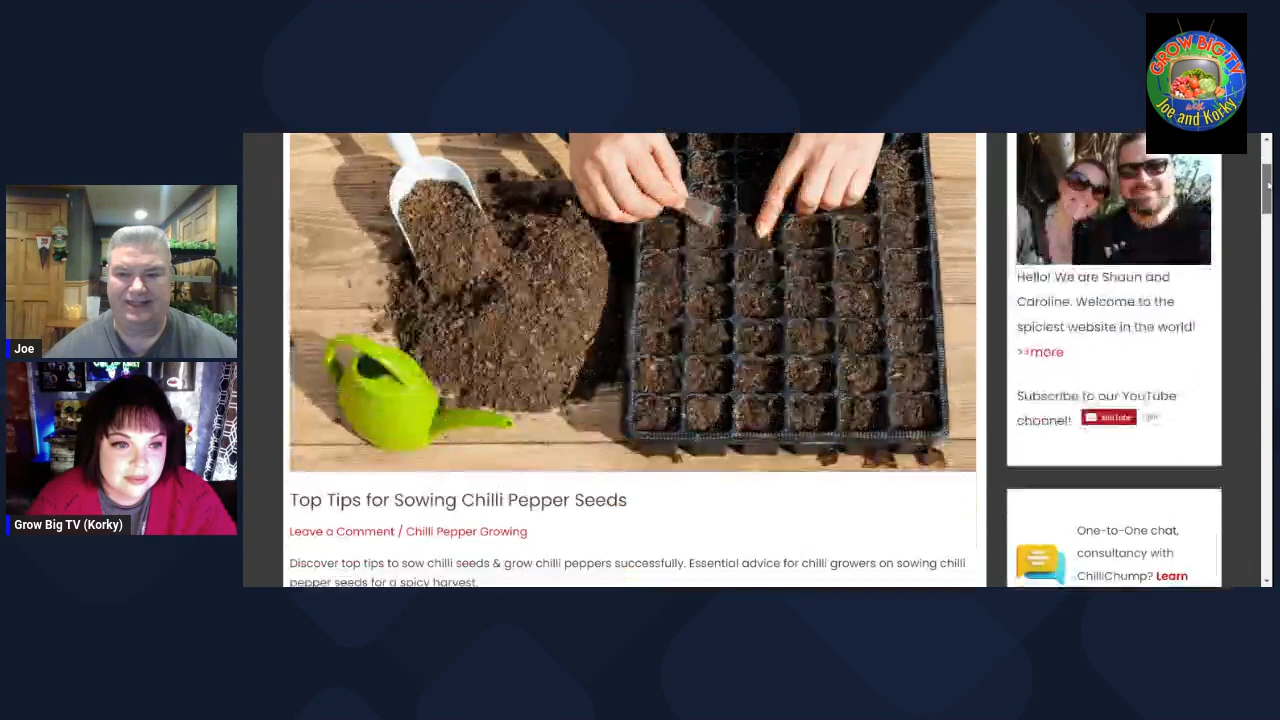 GROW BIG TV
with
Joe and Korky
Joe
Grow Big TV (Korky)
Top Tips for Sowing Chilli Pepper Seeds
Leave a Comment / Chilli Pepper Growing
Discover top tips to sow chilli seeds & grow chilli peppers successfully. Essential advice for chilli growers on sowing chilli
pepper seeds for a spicy harvest.
Hello! We are Shaun and
Caroline. Welcome to the
spiciest website in the world!
more
Subscribe to our YouTube
channel!
YouTube
One-to-One chat,
consultancy with
ChilliChump? Learn